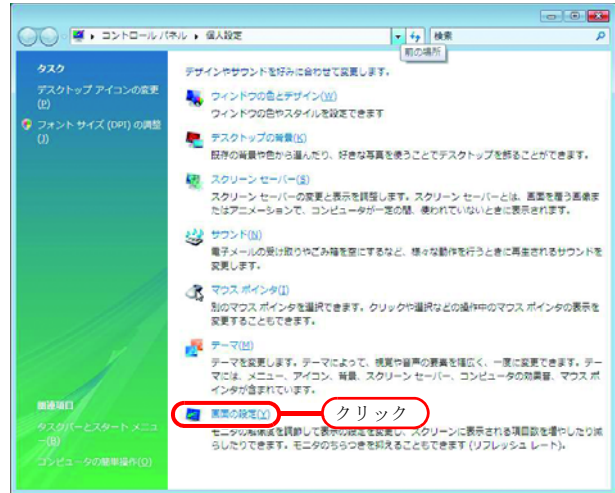 コントロール パネル ▸ 個人設定
検索
前の場所
タスク
デスクトップ アイコンの変更
(P)
フォント サイズ (DPI) の調整
(I)
デザインやサウンドを好みに合わせて変更します。
ウィンドウの色とデザイン(W)
ウィンドウの色やスタイルを設定できます
デスクトップの背景(K)
既存の背景や色から選んだり、好きな写真を使うことでデスクトップを飾ることができます。
スクリーン セーバー(S)
スクリーン セーバーの変更と表示を調整します。スクリーン セーバーとは、画面を覆う画像ま
たはアニメーションで、コンピュータが一定の間、使われていないときに表示されます。
サウンド(N)
電子メールの受け取りやごみ箱を空にするなど、様々な動作を行うときに再生されるサウンドを
変更します。
マウス ポインタ(I)
別のマウス ポインタを選択できます。クリックや選択などの操作中のマウス ポインタの表示を
変更することもできます。
テーマ(M)
テーマを変更します。テーマによって、視覚や音声の要素を幅広く、一度に変更できます。テー
マには、メニュー、アイコン、背景、スクリーン セーバー、コンピュータの効果音、マウス ポ
インタが含まれています。
画面の設定(Y)
クリック
モニタの解像度を調節して表示の設定を変更し、スクリーンに表示される項目数を増やしたり減
らしたりできます。モニタのちらつきを抑えることもできます (リフレッシュ レート)。
関連項目
タスクバーとスタート メニュ
ー(B)
コンピュータの簡単操作(O)